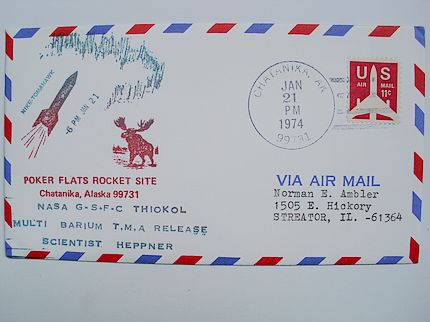 NIKE-TOMAHAWK
-6 PM JAN 21
POKER FLATS ROCKET SITE
Chatanika, Alaska 99731
NASA G-S-F-C THIOKOL
MULTI BARIUM T.M.A RELEASE
SCIENTIST HEPPNER
CHATANIKA, AK
JAN
21
PM
1974
99731
US
AIR MAIL
11c
VIA AIR MAIL
Norman E. Ambler
1505 E. Hickory
STREATOR, IL. -61364